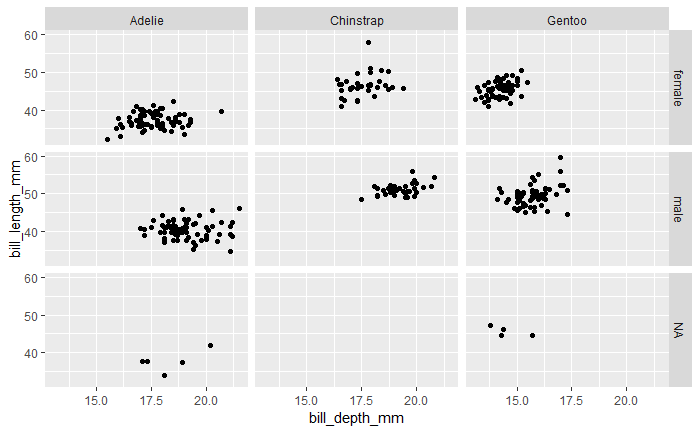 Adelie Chinstrap Gentoo
60
50
40
female
bill_length_mm
60
50
40
male
60
50
40
NA
15.0 17.5 20.0 15.0 17.5 20.0 15.0 17.5 20.0
bill_depth_mm